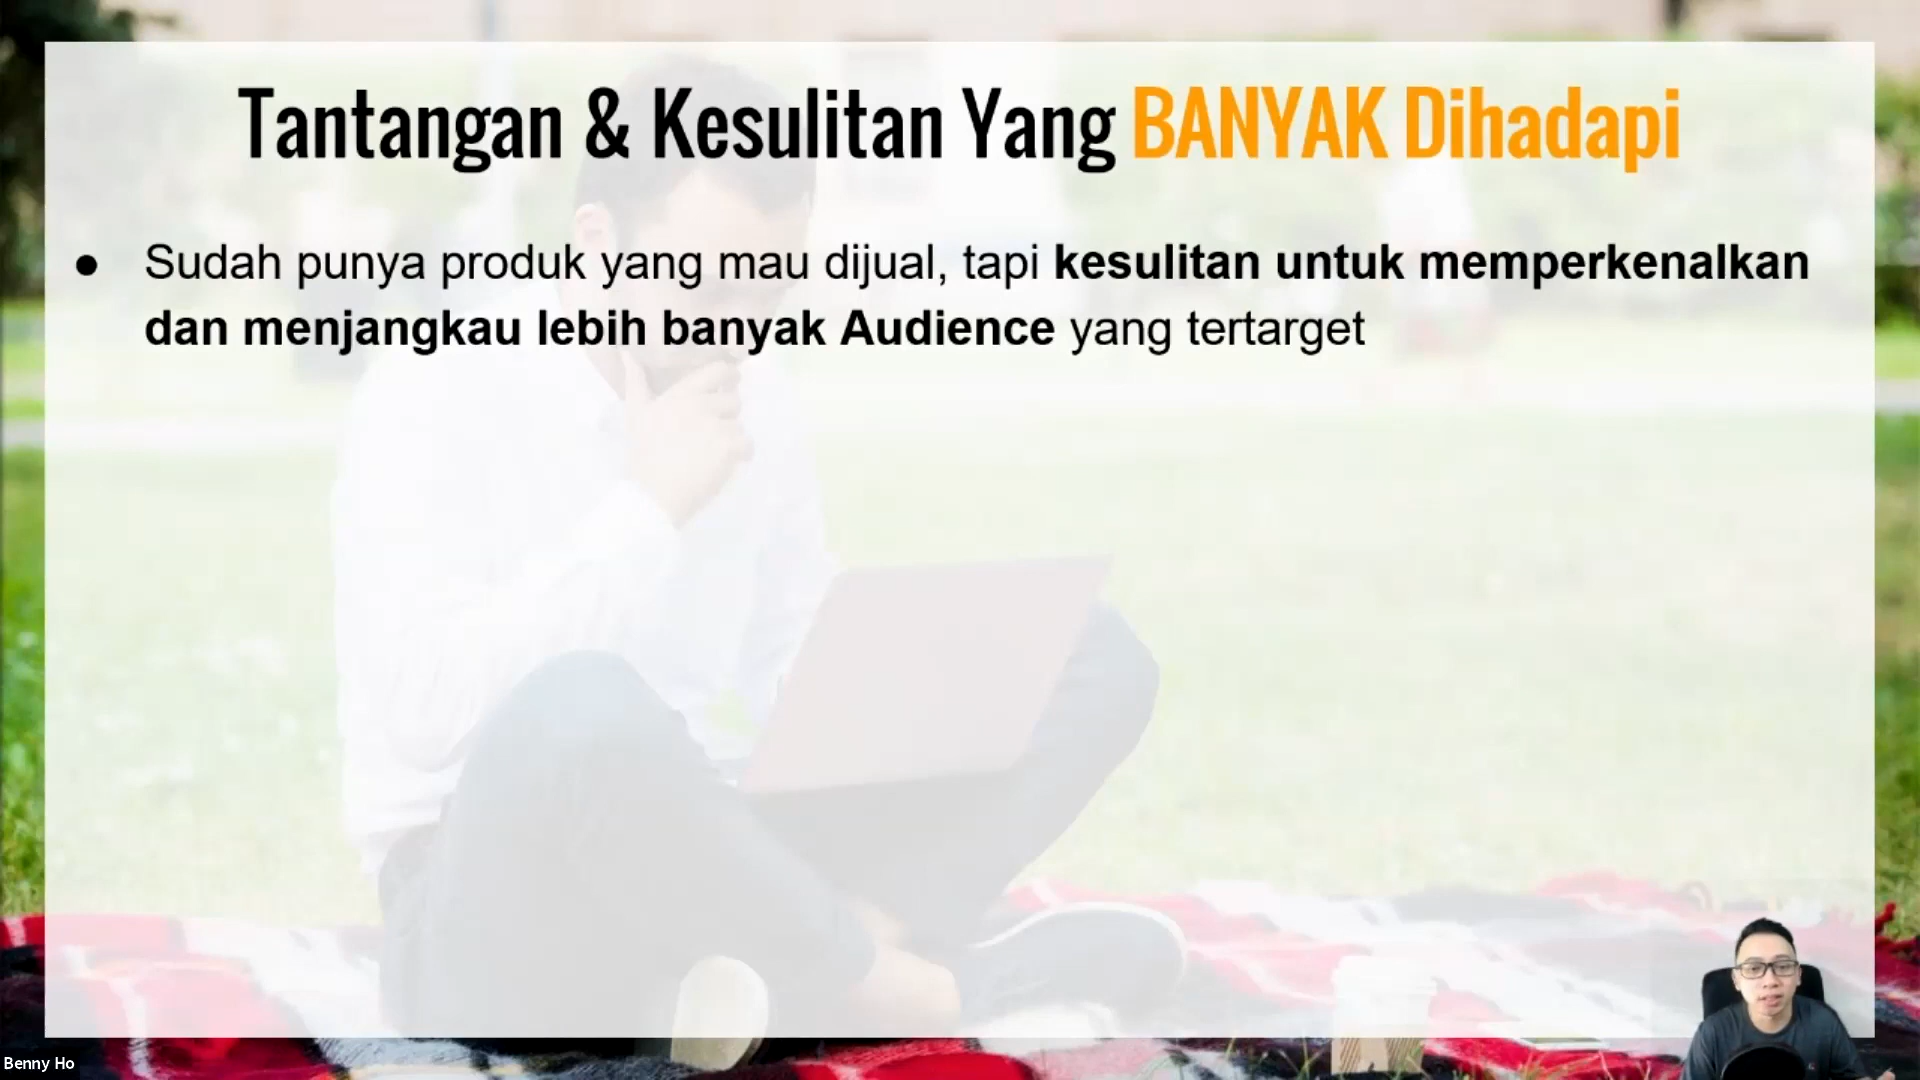 Tantangan & Kesulitan Yang BANYAK Dihadapi
● Sudah punya produk yang mau dijual, tapi kesulitan untuk memperkenalkan
dan menjangkau lebih banyak Audience yang tertarget
Benny Ho